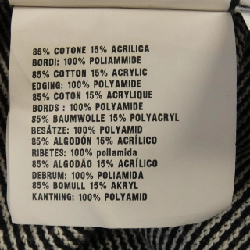 85% COTONE 15% ACRILICA
BORDI: 100% POLIAMMIDE
85% COTTON 15% ACRYLIC
EDGING: 100% POLYAMIDE
85% COTON 15% ACRYLIQUE
BORDS : 100% POLYAMIDE
85% BAUMWOLLE 15% POLYACRYL
BESÄTZE: 100% POLYAMID
85% ALGODÓN 15% ACRÍLICO
RIBETES: 100% poliamida
85% ALGODÃO 15% ACRÍLICO
DEBRUM: 100% POLIAMIDA
85% BOMULL 15% AKRYL
KANTNING: 100% POLYAMID